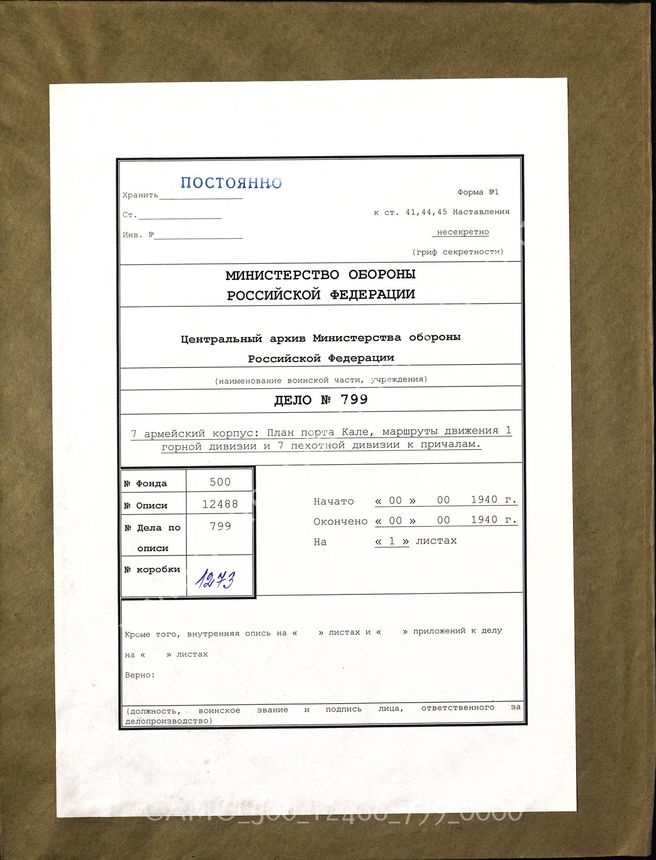 ПОСТОЯННО
Хранить
Форма №1
Ст.
к ст. 41,44,45 Наставления
Инв. №
несекретно
(гриф секретности)
МИНИСТЕРСТВО ОБОРОНЫ
РОССИЙСКОЙ ФЕДЕРАЦИИ
Центральный архив Министерства обороны
Российской Федерации
(наименование воинской части, учреждения)
ДЕЛО № 799
7 армейский корпус: План порта Кале, маршруты движения 1
горной дивизии и 7 пехотной дивизии к причалам.
№ Фонда 500
№ Описи 12488
№ Дела по описи 799
№ коробки 1273
Начато « 00 » 00 1940 г.
Окончено « 00 » 00 1940 г.
На « 1 » листах
Кроме того, внутренняя опись на « » листах и « » приложений к делу
на « » листах
Верно:
(должность, воинское звание и подпись лица, ответственного за
делопроизводство)
CAMO_500_12488_799_0000